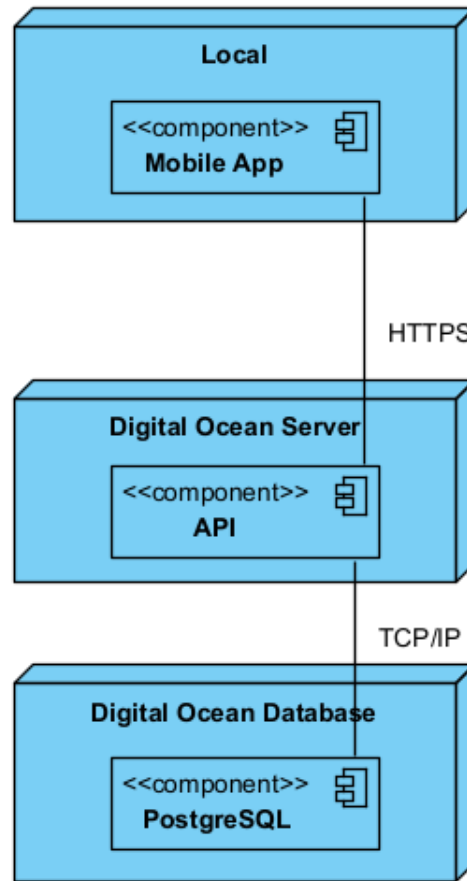 Local
<<component>>
Mobile App
HTTPS
Digital Ocean Server
<<component>>
API
TCP/IP
Digital Ocean Database
<<component>>
PostgreSQL